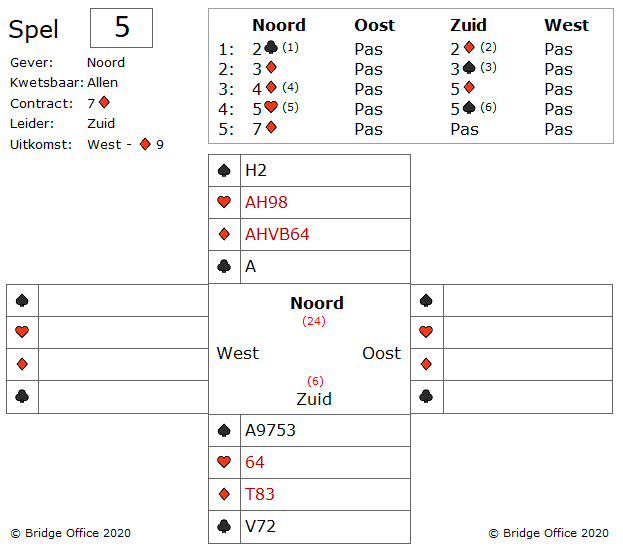 Spel 5
Gever: Noord
Kwetsbaar: Allen
Contract: 7♦
Leider: Zuid
Uitkomst: West - ♦ 9
Noord Oost Zuid West
1: 2♣ (1) Pas 2♦ (2) Pas
2: 3♦ Pas 3♠ (3) Pas
3: 4♦ (4) Pas 5♦ Pas
4: 5♥ (5) Pas 5♠ (6) Pas
5: 7♦ Pas Pas Pas
♠ H2
♥ AH98
♦ AHVB64
♣ A
♠ ♠
♥ ♥
♦ ♦
♣ ♣
Noord
(24)
West Oost
(6)
Zuid
♠ A9753
♥ 64
♦ T83
♣ V72
© Bridge Office 2020 © Bridge Office 2020